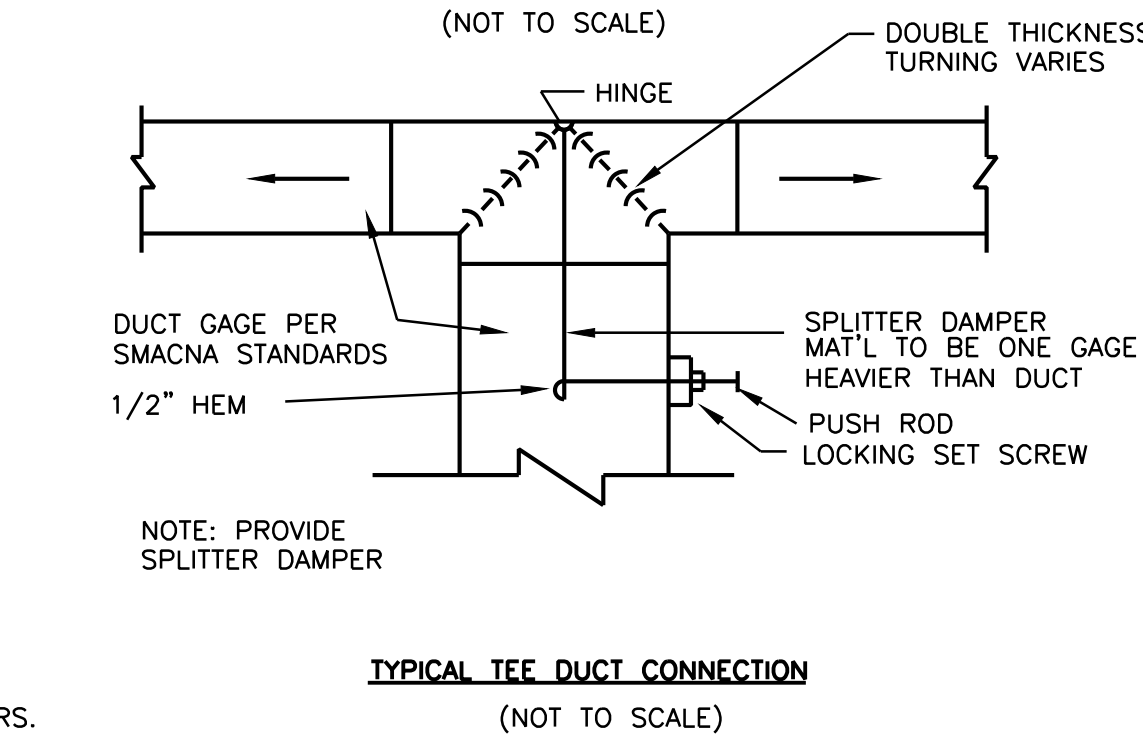 (NOT TO SCALE)
DOUBLE THICKNESS
TURNING VARIES
HINGE
DUCT GAGE PER
SMACNA STANDARDS
1/2" HEM
SPLITTER DAMPER
MAT'L TO BE ONE GAGE
HEAVIER THAN DUCT
PUSH ROD
LOCKING SET SCREW
NOTE: PROVIDE
SPLITTER DAMPER
TYPICAL TEE DUCT CONNECTION
(NOT TO SCALE)
RS.